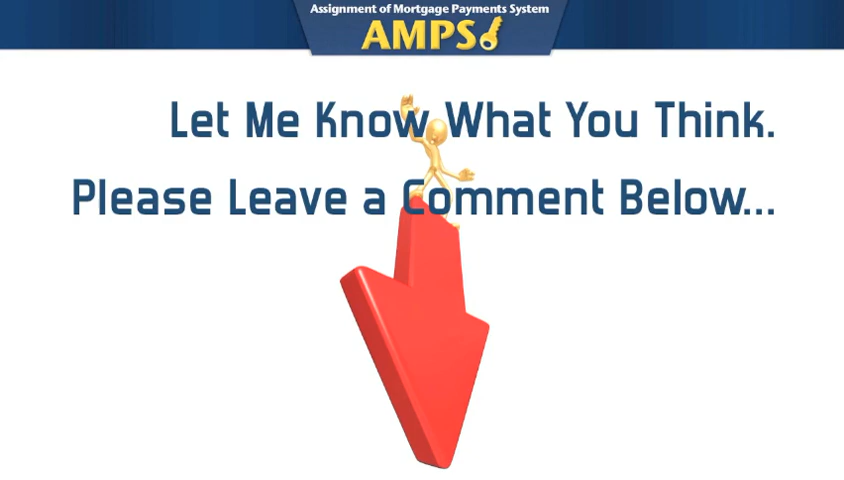 Assignment of Mortgage Payments System
AMPS
Let Me Know What You Think.
Please Leave a Comment Below...